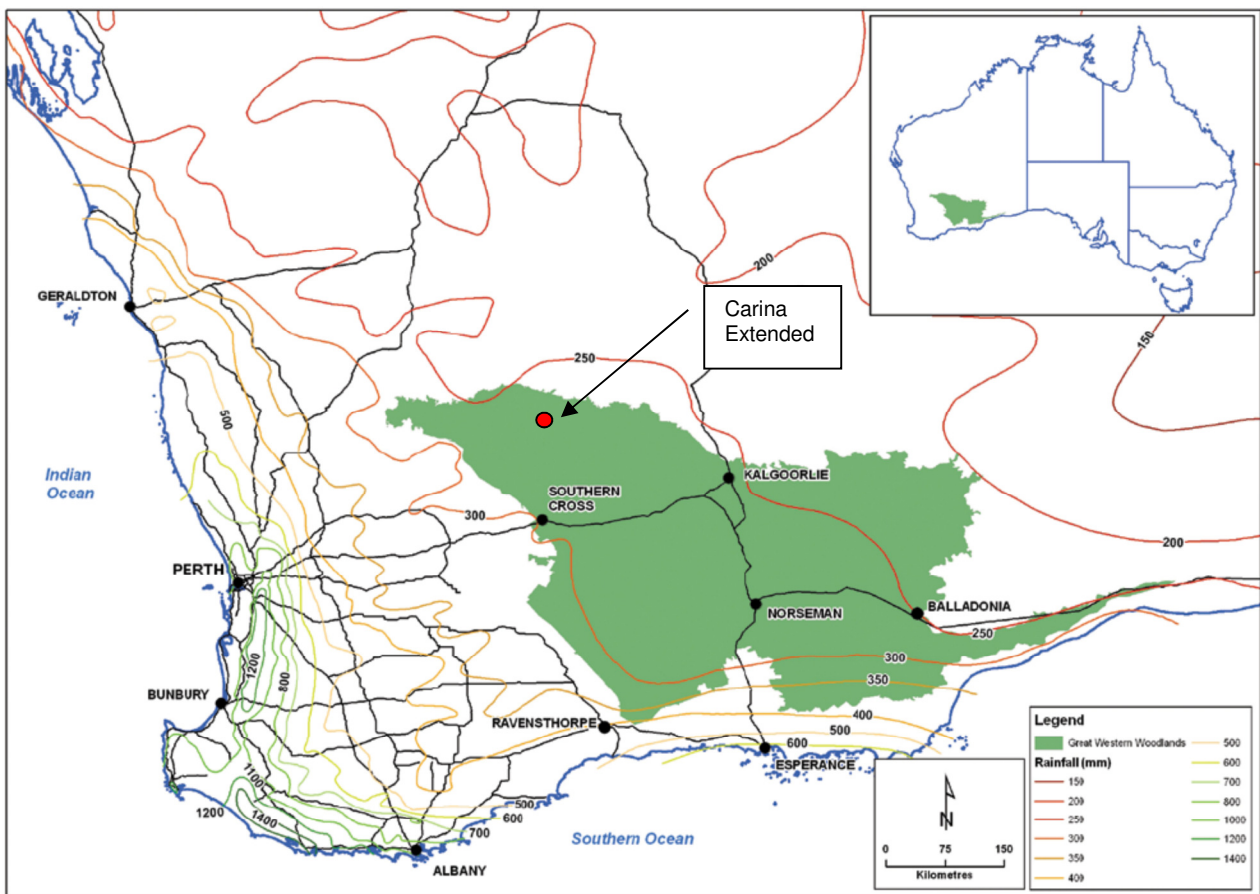 200
150
Carina
Extended
GERALDTON
250
500
Indian
Ocean
KALGOORLIE
SOUTHERN
CROSS
300
200
PERTH
BALLADONIA
NORSEMAN
250
300
1200
800
350
BUNBURY
RAVENSTHORPE
400
500
600
ESPERANCE
1100
1200
1400
500
600
700
ALBANY
Southern Ocean
N
0 75 150
Kilometres
Legend
Great Western Woodlands
Rainfall (mm)
150
200
250
300
350
400
500
600
700
800
1000
1200
1400